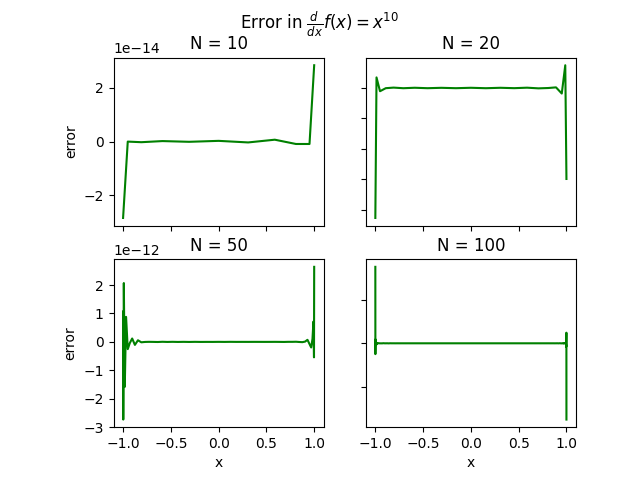 Error in d/dx f(x) = x^10
1e−14
N = 10
N = 20
2
0
−2
error
1e−12
N = 50
N = 100
2
1
0
−1
−2
−3
error
−1.0 −0.5 0.0 0.5 1.0
−1.0 −0.5 0.0 0.5 1.0
x
x